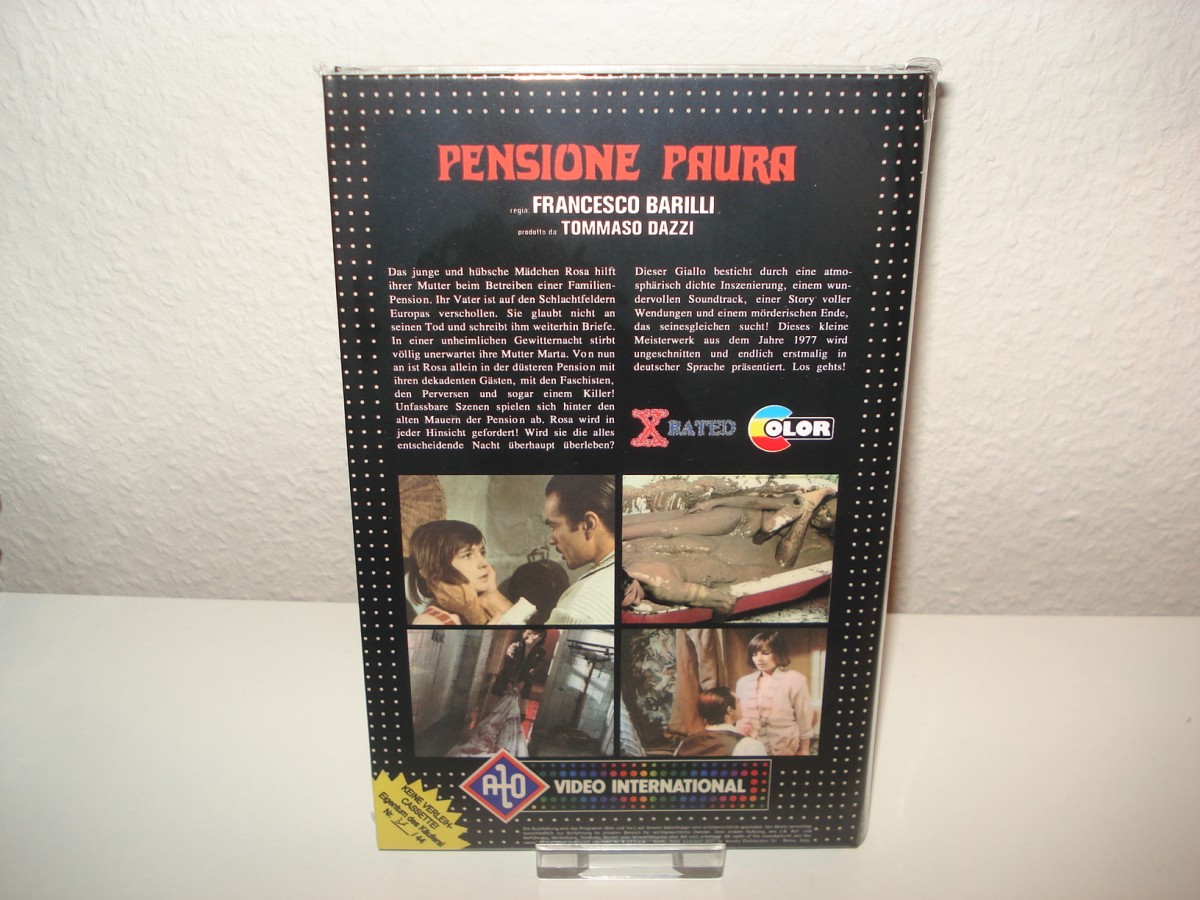 PENSIONE PAURA
regia: FRANCESCO BARILLI
prodotto da: TOMMASO DAZZI
Das junge und hübsche Mädchen Rosa hilft
ihrer Mutter beim Betreiben einer Familien-
Pension. Ihr Vater ist auf den Schlachtfeldern
Europas verschollen. Sie glaubt nicht an
seinen Tod und schreibt ihm weiterhin Briefe.
In einer unheimlichen Gewitternacht stirbt
völlig unerwartet ihre Mutter Marta. Von nun
an ist Rosa allein in der düsteren Pension mit
ihren dekadenten Gästen, mit den Faschisten,
den Perversen und sogar einem Killer!
Unfassbare Szenen spielen sich hinter den
alten Mauern der Pension ab. Rosa wird in
jeder Hinsicht gefordert! Wird sie die alles
entscheidende Nacht überhaupt überleben?
Dieser Giallo besticht durch eine atmo-
sphärisch dichte Inszenierung, einem wun-
dervollen Soundtrack, einer Story voller
Wendungen und einem mörderischen Ende,
das seinesgleichen sucht! Dieses kleine
Meisterwerk aus dem Jahre 1977 wird
ungeschnitten und endlich erstmalig in
deutscher Sprache präsentiert. Los gehts!
X RATED
COLOR
VIDEO INTERNATIONAL
KEINE VERLEIH-
CASSETTE!
Eigentum des Käufers!
Nr. /44